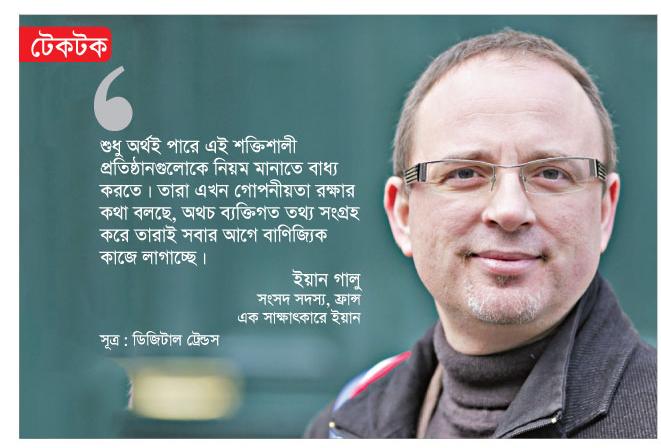 টেকটক
শুধু অর্থই পারে এই শক্তিশালী
প্রতিষ্ঠানগুলোকে নিয়ম মানাতে বাধ্য
করতে। তারা এখন গোপনীয়তা রক্ষার
কথা বলছে, অথচ ব্যক্তিগত তথ্য সংগ্রহ
করে তারাই সবার আগে বাণিজ্যিক
কাজে লাগাচ্ছে।
ইয়ান গালু
সংসদ সদস্য, ফ্রান্স
এক সাক্ষাৎকারে ইয়ান
সূত্র : ডিজিটাল ট্রেন্ডস